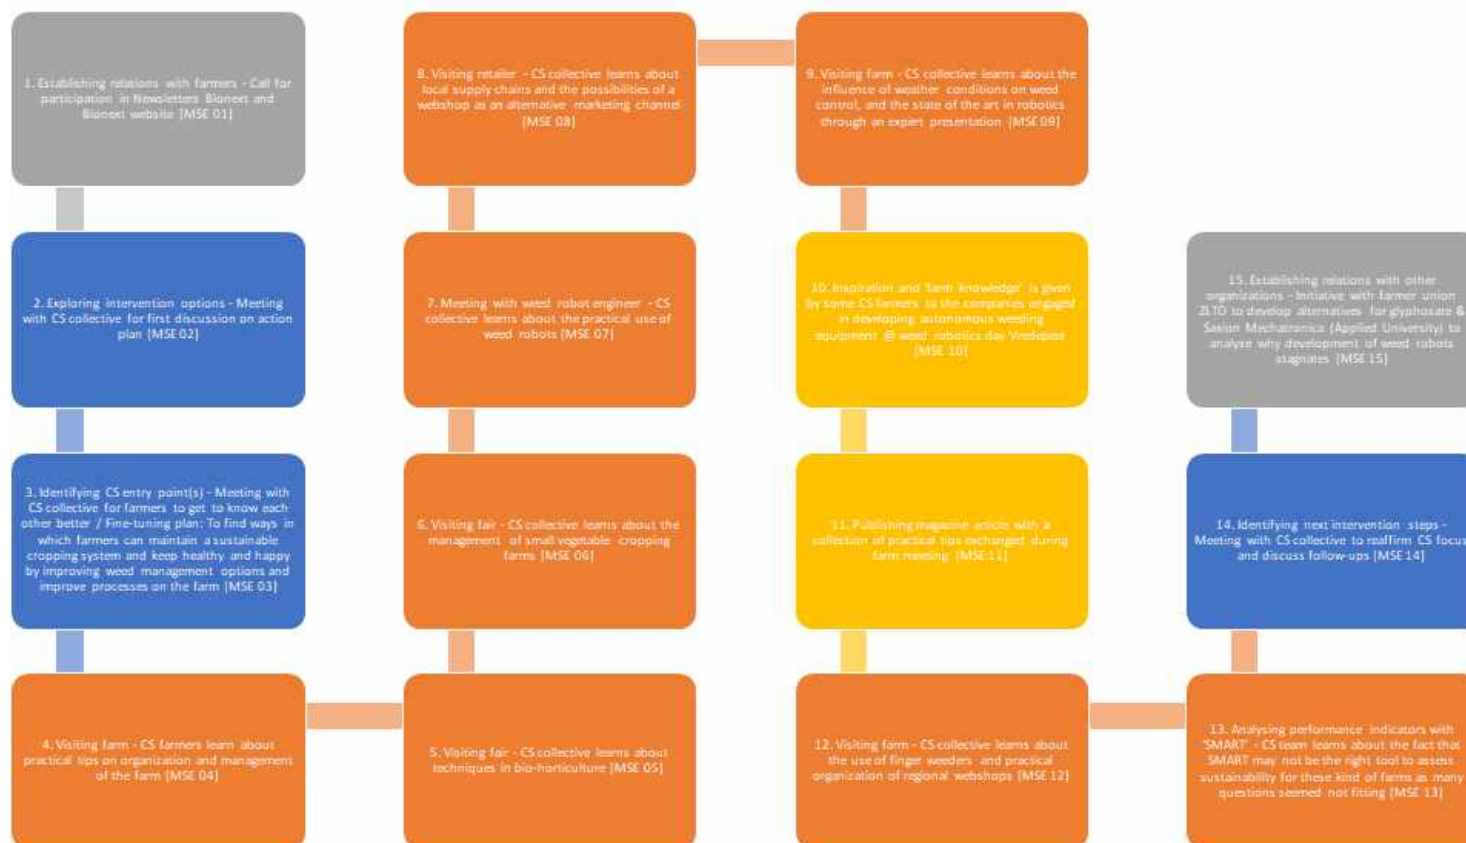 1. Establishing relations with farmers - Call for
participation in Newsletters Bionext and
Bionext website [MSE 01]
2. Exploring intervention options - Meeting
with CS collective for first discussion on action
plan [MSE 02]
3. Identifying CS entry point(s) - Meeting with
CS collective for farmers to get to know each
other better / Fine-tuning plan: To find ways in
which farmers can maintain a sustainable
cropping system and keep healthy and happy
by improving weed management options and
improve processes on the farm [MSE 03]
4. Visiting farm - CS farmers learn about
practical tips on organization and management
of the farm [MSE 04]
5. Visiting fair - CS collective learns about
techniques in bio-horticulture [MSE 05]
6. Visiting fair - CS collective learns about the
management of small vegetable cropping
farms [MSE 06]
7. Meeting with weed robot engineer - CS
collective learns about the practical use of
weed robots [MSE 07]
8. Visiting retailer - CS collective learns about
local supply chains and the possibilities of a
webshop as an alternative marketing channel
[MSE 08]
9. Visiting farm - CS collective learns about the
influence of weather conditions on weed
control, and the state of the art in robotics
through an expert presentation [MSE 09]
10. Inspiration and 'farm knowledge' is given
by some CS farmers to the companies engaged
in developing autonomous weeding
equipment @ weed robotics day Vredepeel
[MSE 10]
11. Publishing magazine article with a
collection of practical tips exchanged during
farm meeting. [MSE 11]
12. Visiting farm - CS collective learns about
the use of finger weeders and practical
organization of regional webshops [MSE 12]
13. Analysing performance indicators with
'SMART' - CS team learns about the fact that
SMART may not be the right tool to assess
sustainability for these kind of farms as many
questions seemed not fitting [MSE 13]
14. Identifying next intervention steps -
Meeting with CS collective to reaffirm CS focus
and discuss follow-ups [MSE 14]
15. Establishing relations with other
organizations - Initiative with farmer union
ZLTO to develop alternatives for glyphosate &
Saxion Mechatronica (Applied University) to
analyse why development of weed robots
stagnates [MSE 15]